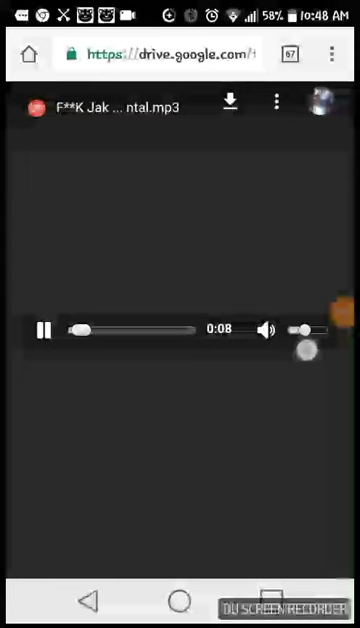 58% 10:48 AM
https://drive.google.com/
67
F**K Jak ... ntal.mp3
0:08
DU SCREEN RECORDER